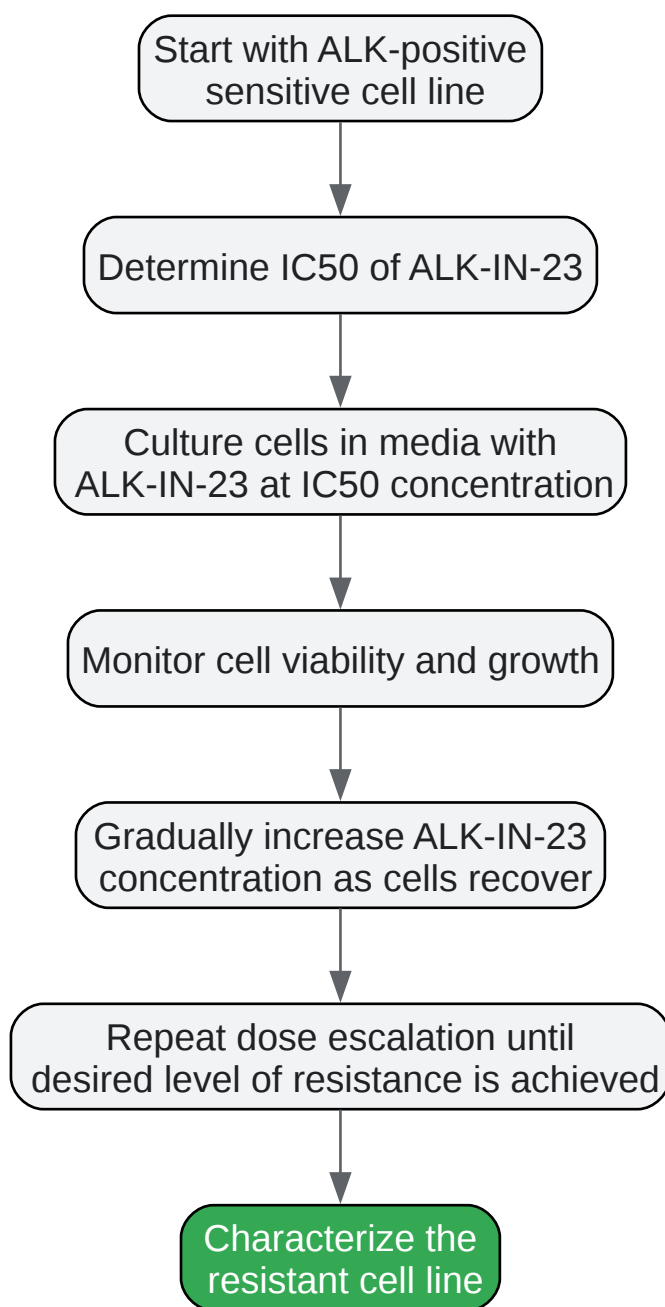 Start with ALK-positive
sensitive cell line
Determine IC50 of ALK-IN-23
Culture cells in media with
ALK-IN-23 at IC50 concentration
Monitor cell viability and growth
Gradually increase ALK-IN-23
concentration as cells recover
Repeat dose escalation until
desired level of resistance is achieved
Characterize the
resistant cell line